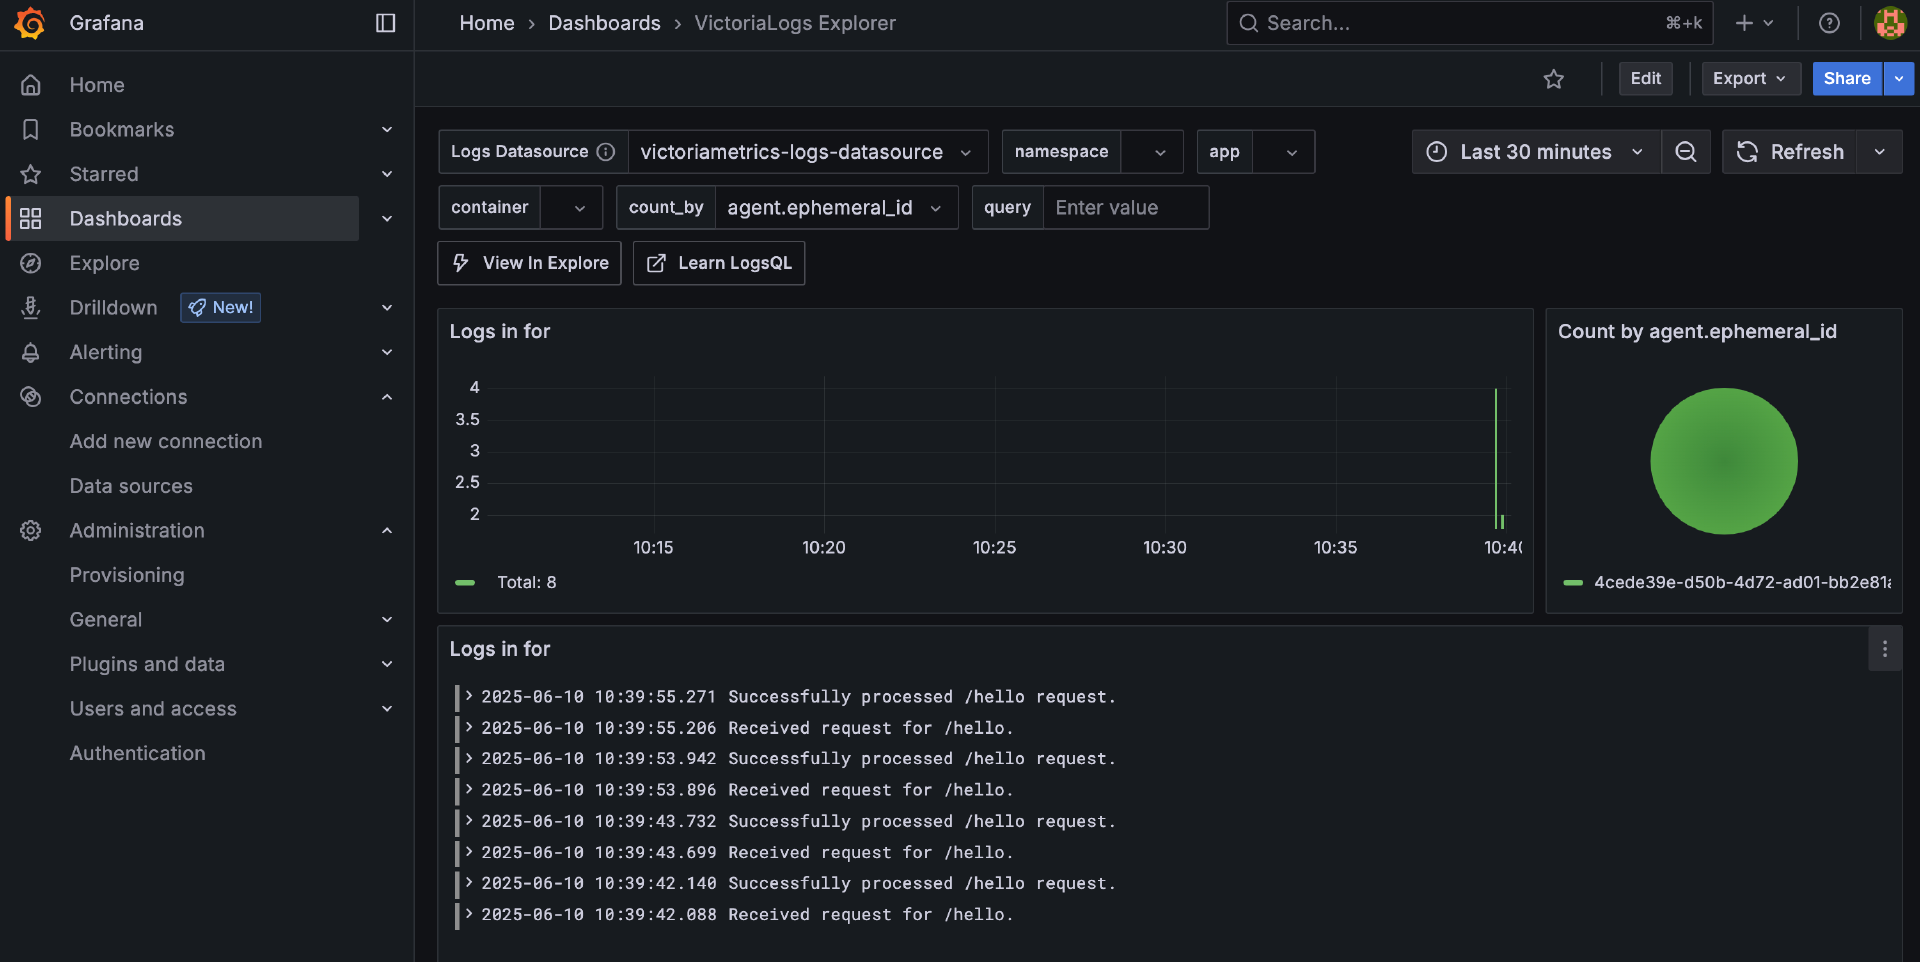 Grafana
Home › Dashboards › VictoriaLogs Explorer
Search...
⌘+k
Home
Bookmarks
Starred
Dashboards
Explore
Drilldown
New!
Alerting
Connections
Add new connection
Data sources
Administration
Provisioning
General
Plugins and data
Users and access
Authentication
Edit
Export
Share
Logs Datasource
victoriametrics-logs-datasource
namespace
app
Last 30 minutes
Refresh
container
count_by
agent.ephemeral_id
query
Enter value
View In Explore
Learn LogsQL
Logs in for
4
3.5
3
2.5
2
10:15
10:20
10:25
10:30
10:35
10:40
Total: 8
Count by agent.ephemeral_id
4cede39e-d50b-4d72-ad01-bb2e81
Logs in for
2025-06-10 10:39:55.271 Successfully processed /hello request.
2025-06-10 10:39:55.206 Received request for /hello.
2025-06-10 10:39:53.942 Successfully processed /hello request.
2025-06-10 10:39:53.896 Received request for /hello.
2025-06-10 10:39:43.732 Successfully processed /hello request.
2025-06-10 10:39:43.699 Received request for /hello.
2025-06-10 10:39:42.140 Successfully processed /hello request.
2025-06-10 10:39:42.088 Received request for /hello.